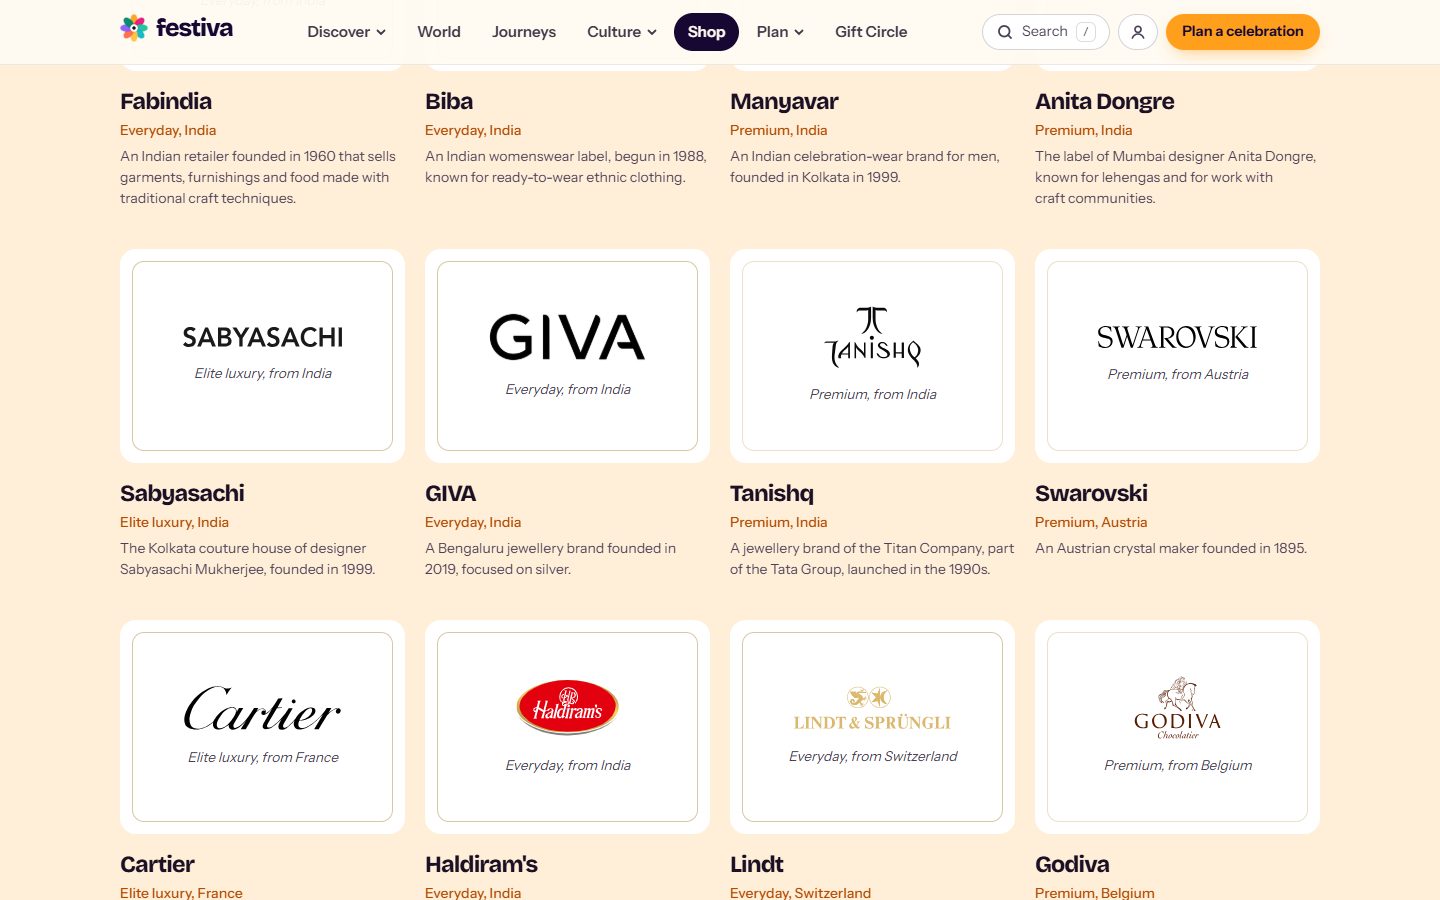 festiva
Discover World Journeys Culture Shop Plan Gift Circle
Search / Plan a celebration
Fabindia
Everyday, India
An Indian retailer founded in 1960 that sells
garments, furnishings and food made with
traditional craft techniques.
Biba
Everyday, India
An Indian womenswear label, begun in 1988,
known for ready-to-wear ethnic clothing.
Manyavar
Premium, India
An Indian celebration-wear brand for men,
founded in Kolkata in 1999.
Anita Dongre
Premium, India
The label of Mumbai designer Anita Dongre,
known for lehengas and for work with
craft communities.
SABYASACHI
Elite luxury, from India
Sabyasachi
Elite luxury, India
The Kolkata couture house of designer
Sabyasachi Mukherjee, founded in 1999.
GIVA
Everyday, from India
GIVA
Everyday, India
A Bengaluru jewellery brand founded in
2019, focused on silver.
TANISHQ
Premium, from India
Tanishq
Premium, India
A jewellery brand of the Titan Company, part
of the Tata Group, launched in the 1990s.
SWAROVSKI
Premium, from Austria
Swarovski
Premium, Austria
An Austrian crystal maker founded in 1895.
Cartier
Elite luxury, from France
Cartier
Elite luxury, France
Haldiram's
Everyday, from India
Haldiram's
Everyday, India
LINDT & SPRÜNGLI
Everyday, from Switzerland
Lindt
Everyday, Switzerland
GODIVA
Chocolatier
Premium, from Belgium
Godiva
Premium, Belgium